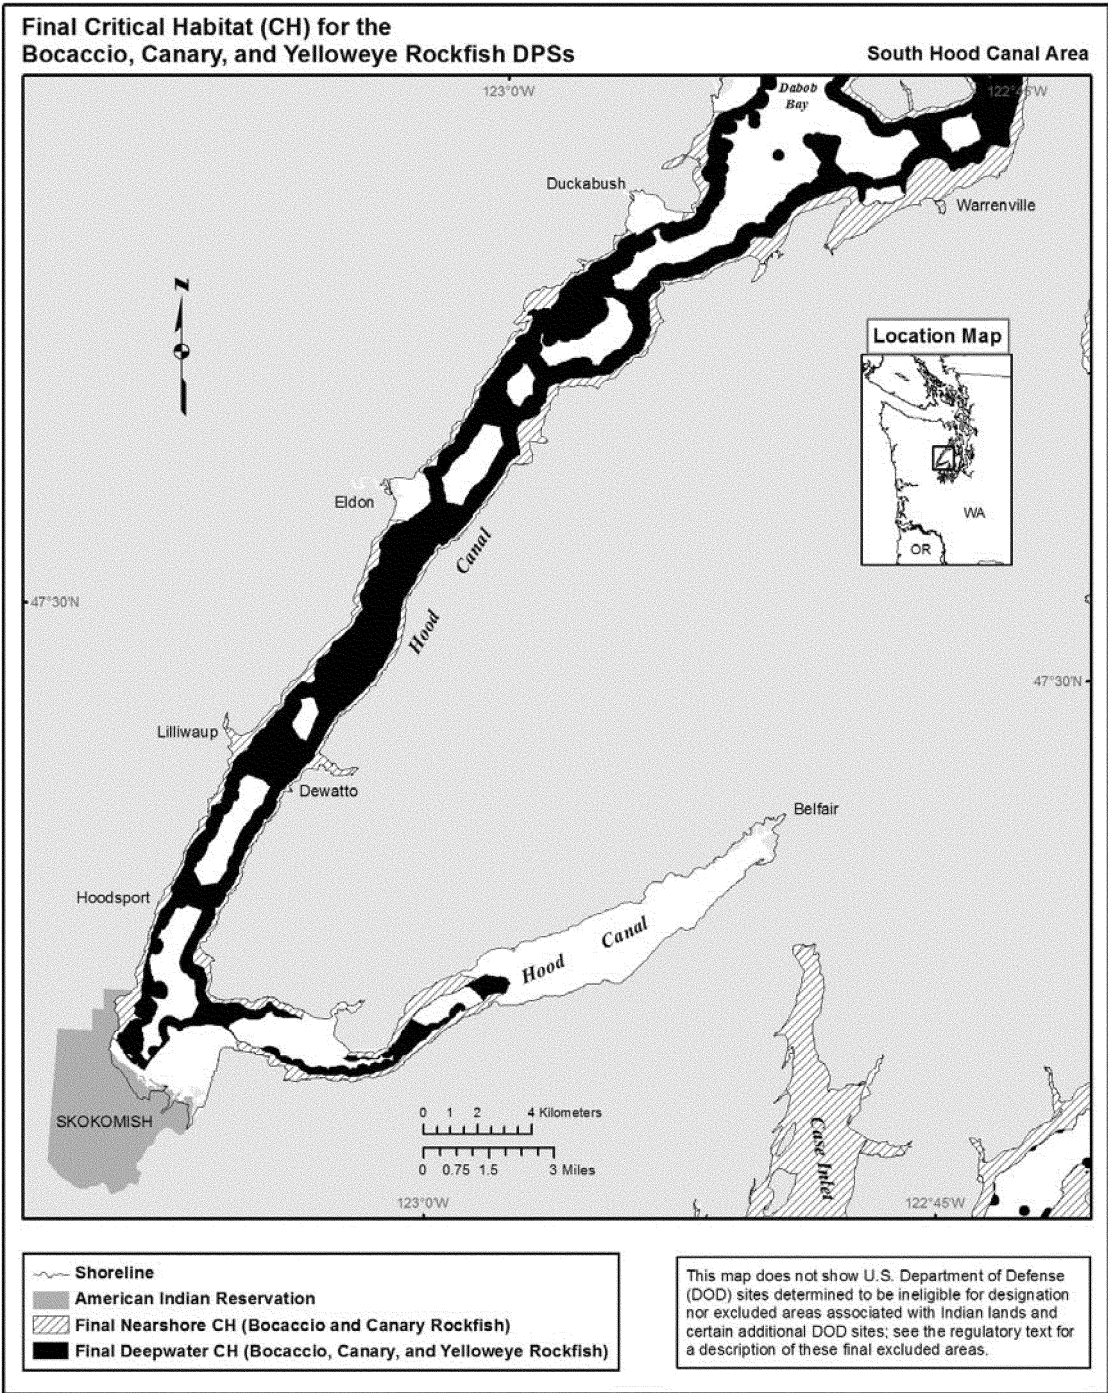 Final Critical Habitat (CH) for the
Bocaccio, Canary, and Yelloweye Rockfish DPSs
South Hood Canal Area
123°0'W
122°45'W
Dabob
Bay
Duckabush
Warrenville
N
Location Map
WA
OR
Eldon
Hood Canal
47°30'N
47°30'N
Lilliwaup
Dewatto
Belfair
Hoodsport
Hood Canal
SKOKOMISH
0 1 2 4 Kilometers
0 0.75 1.5 3 Miles
Case Inlet
123°0'W
122°45'W
Shoreline
American Indian Reservation
Final Nearshore CH (Bocaccio and Canary Rockfish)
Final Deepwater CH (Bocaccio, Canary, and Yelloweye Rockfish)
This map does not show U.S. Department of Defense
(DOD) sites determined to be ineligible for designation
nor excluded areas associated with Indian lands and
certain additional DOD sites; see the regulatory text for
a description of these final excluded areas.